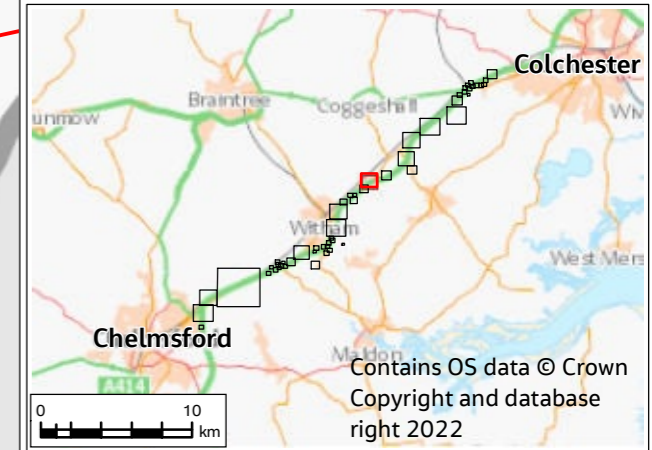 Colchester
Braintree
Coggeshall
unmow
Witham
West Mers
Chelmsford
Maldon
A414
Contains OS data © Crown
Copyright and database
right 2022
0 10
km